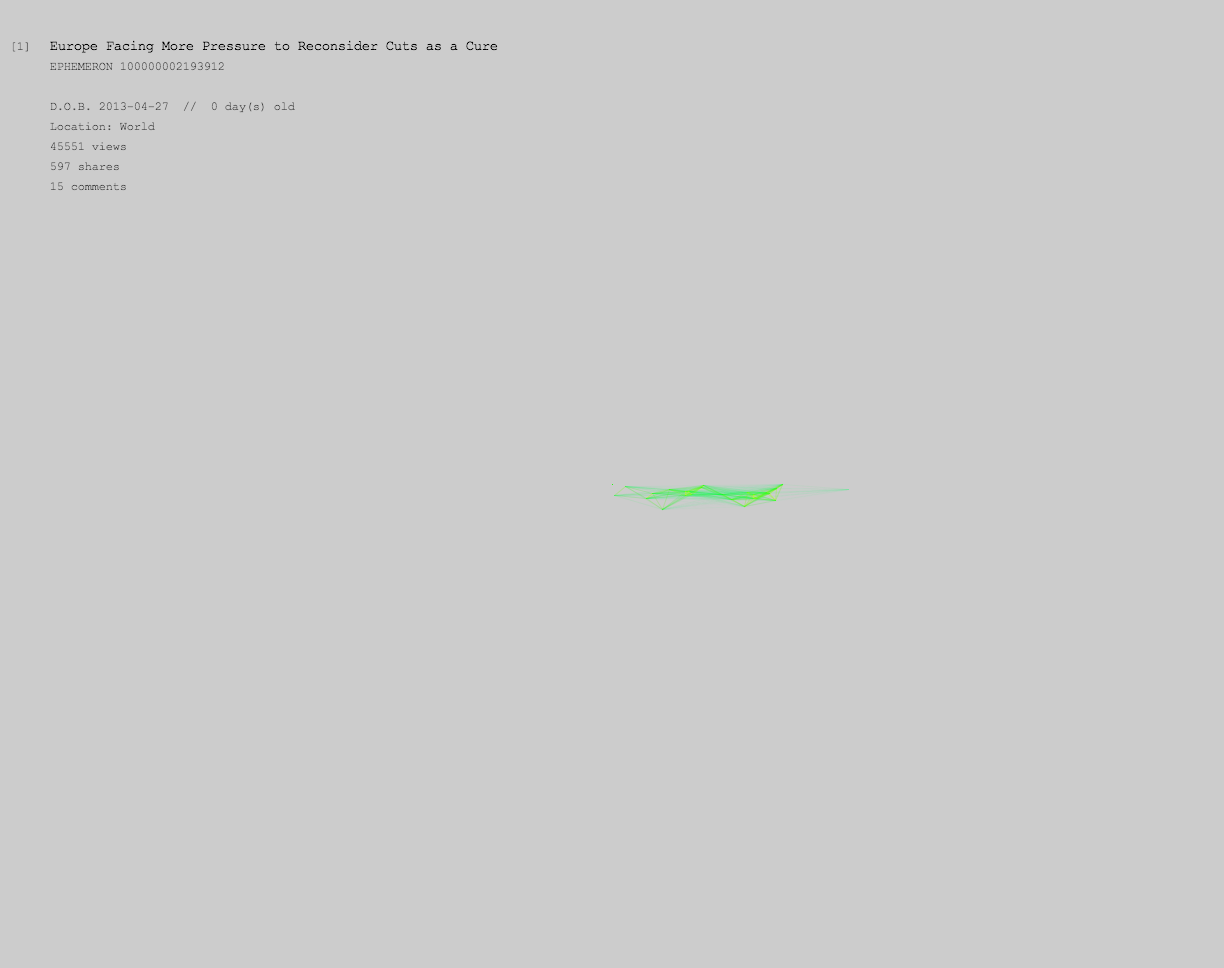 [1] Europe Facing More Pressure to Reconsider Cuts as a Cure
EPHEMERON 100000002193912
D.O.B. 2013-04-27 // 0 day(s) old
Location: World
45551 views
597 shares
15 comments